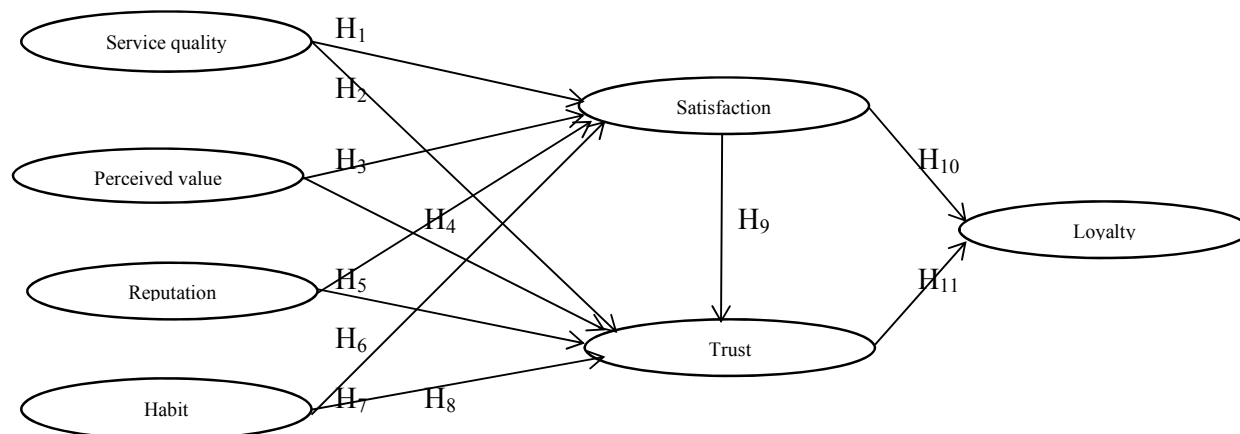 Service quality
H₁
H₂
Satisfaction
Perceived value
H₃
H₁₀
H₄
H₉
Loyalty
Reputation
H₅
H₁₁
H₆
Trust
Habit
H₇
H₈